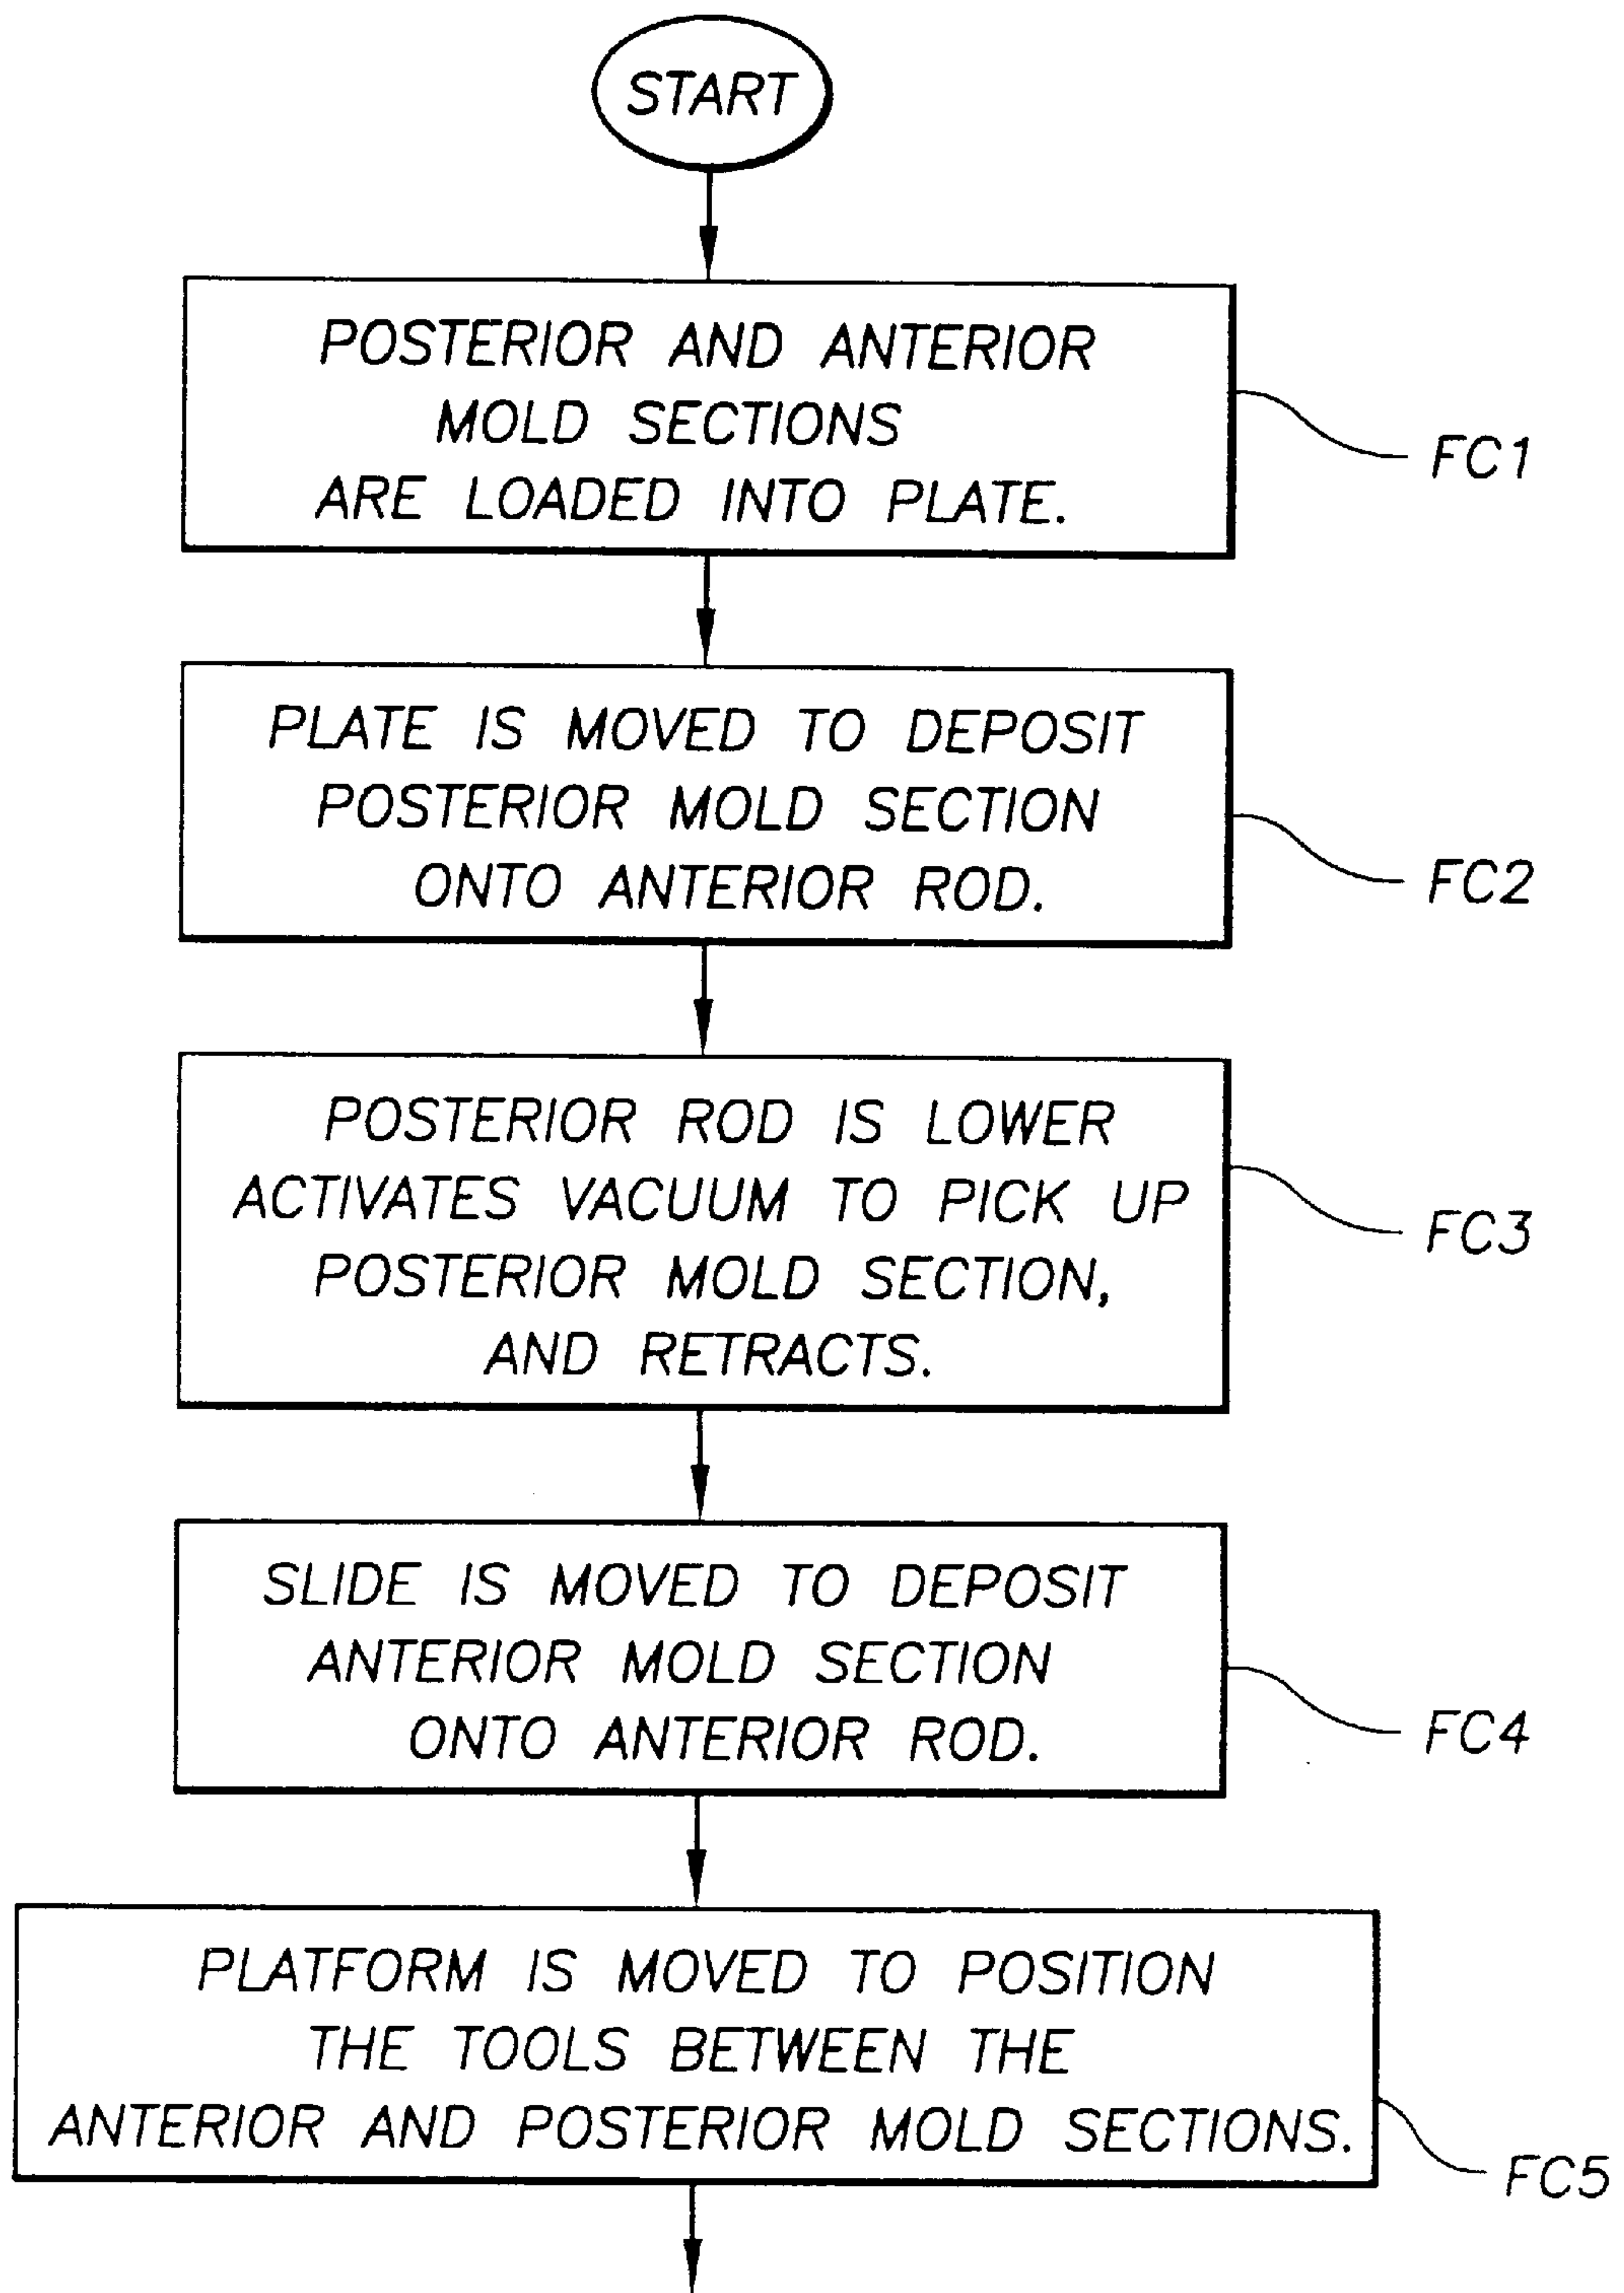 START
POSTERIOR AND ANTERIOR
MOLD SECTIONS
ARE LOADED INTO PLATE.
FC1
PLATE IS MOVED TO DEPOSIT
POSTERIOR MOLD SECTION
ONTO ANTERIOR ROD.
FC2
POSTERIOR ROD IS LOWER
ACTIVATES VACUUM TO PICK UP
POSTERIOR MOLD SECTION,
AND RETRACTS.
FC3
SLIDE IS MOVED TO DEPOSIT
ANTERIOR MOLD SECTION
ONTO ANTERIOR ROD.
FC4
PLATFORM IS MOVED TO POSITION
THE TOOLS BETWEEN THE
ANTERIOR AND POSTERIOR MOLD SECTIONS.
FC5